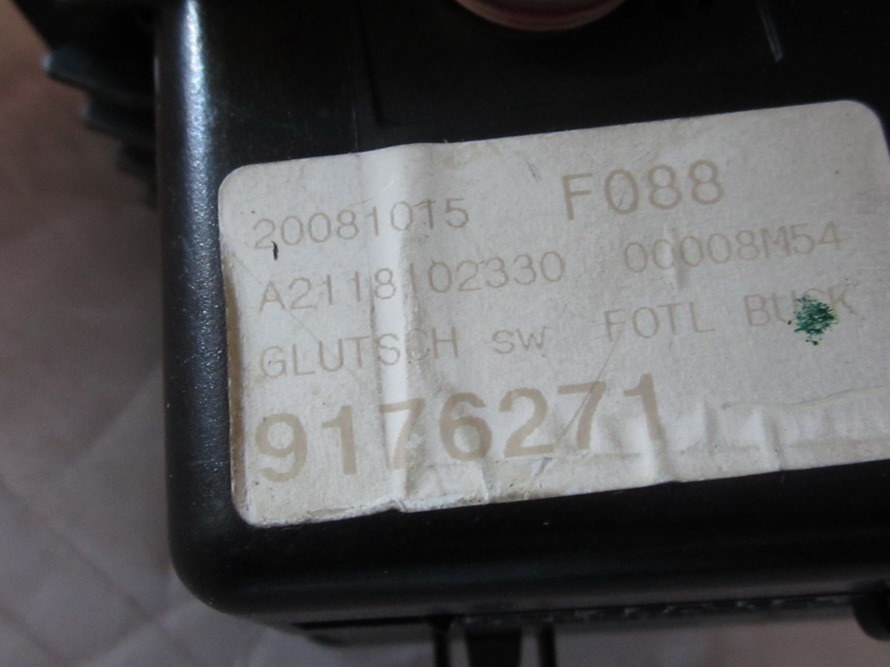 20081015 F088
A2118102330 00008M54
GLUTSCH SW FOTL BUCK
9176271